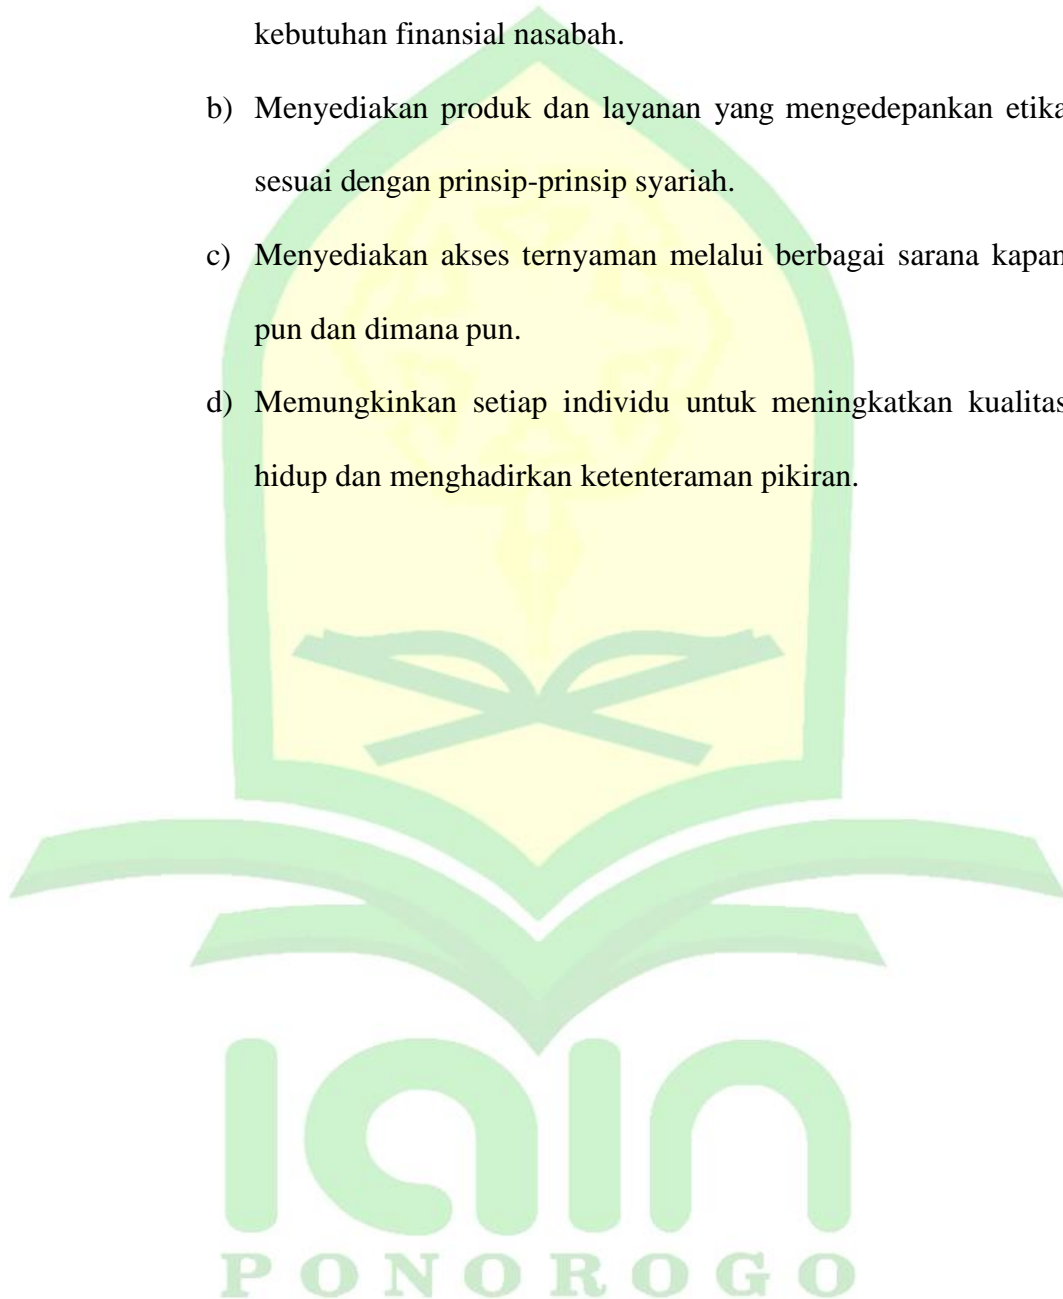 kebutuhan finansial nasabah.
b) Menyediakan produk dan layanan yang mengedepankan etika
sesuai dengan prinsip-prinsip syariah.
c) Menyediakan akses ternyaman melalui berbagai sarana kapan
pun dan dimana pun.
d) Memungkinkan setiap individu untuk meningkatkan kualitas
hidup dan menghadirkan ketenteraman pikiran.
iain
PONOROGO